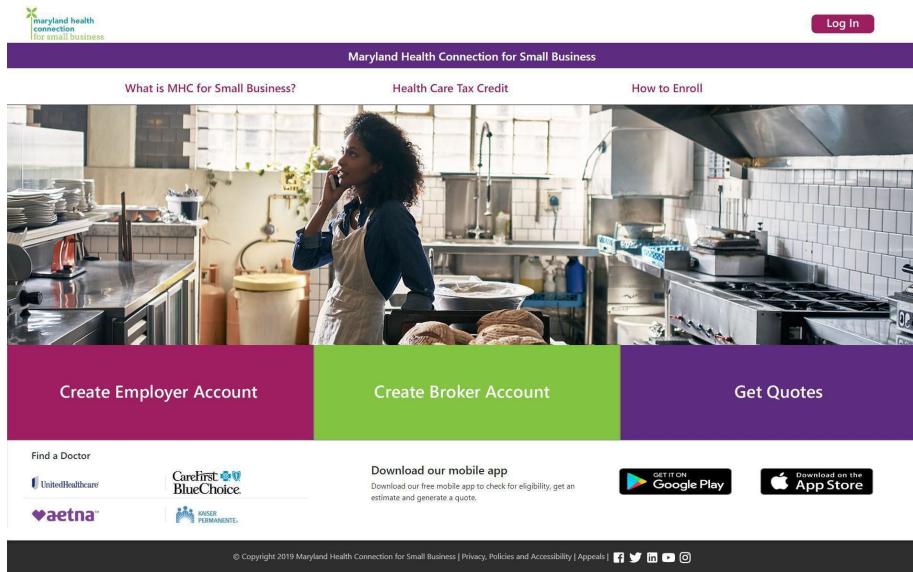 maryland health
connection
for small business
Log In
Maryland Health Connection for Small Business
What is MHC for Small Business? Health Care Tax Credit How to Enroll
Create Employer Account Create Broker Account Get Quotes
Find a Doctor
UnitedHealthcare
CareFirst
BlueChoice.
aetna™
KAISER
PERMANENTE.
Download our mobile app
Download our free mobile app to check for eligibility, get an
estimate and generate a quote.
GET IT ON
Google Play
Download on the
App Store
© Copyright 2019 Maryland Health Connection for Small Business | Privacy, Policies and Accessibility | Appeals |